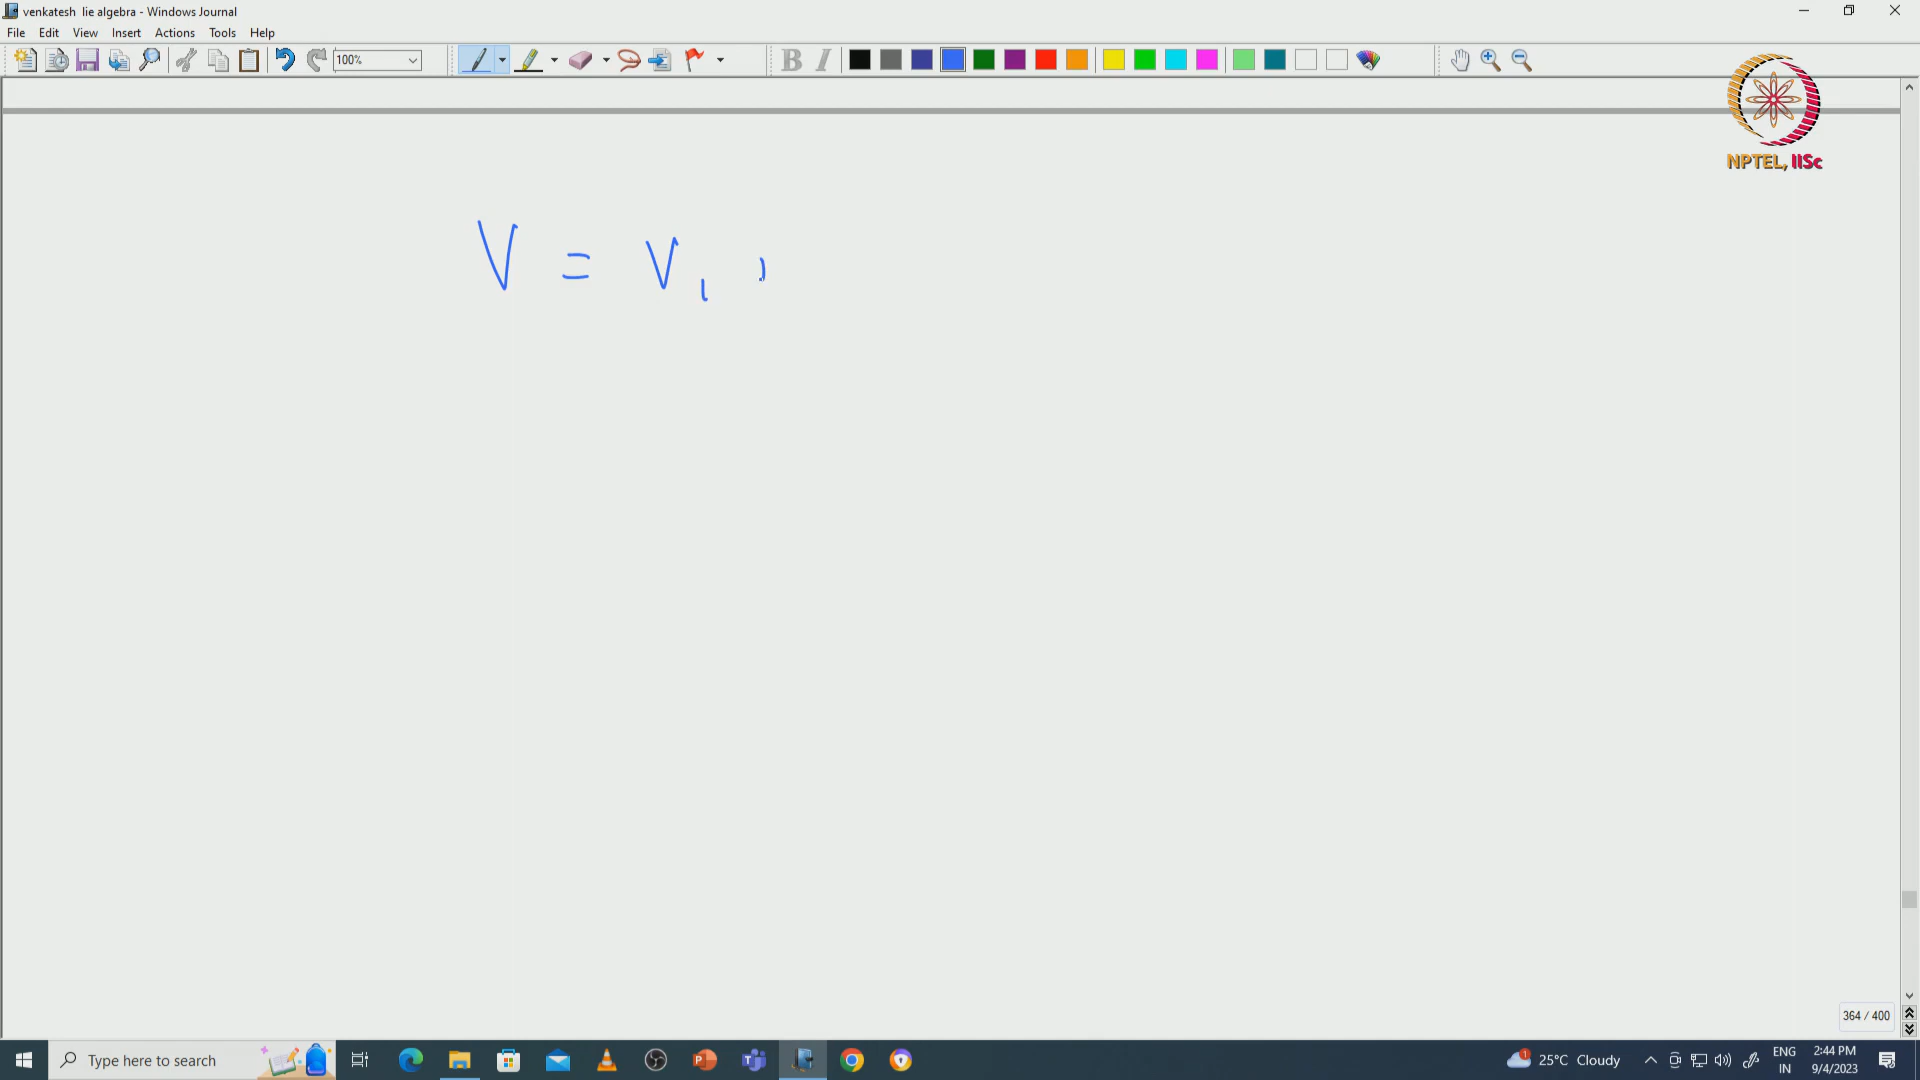 venkatesh lie algebra - Windows Journal
File Edit View Insert Actions Tools Help
100%
B I
NPTEL, IISc
V = V₁
364 / 400
Type here to search
1
25°C Cloudy
ENG
IN
2:44 PM
9/4/2023